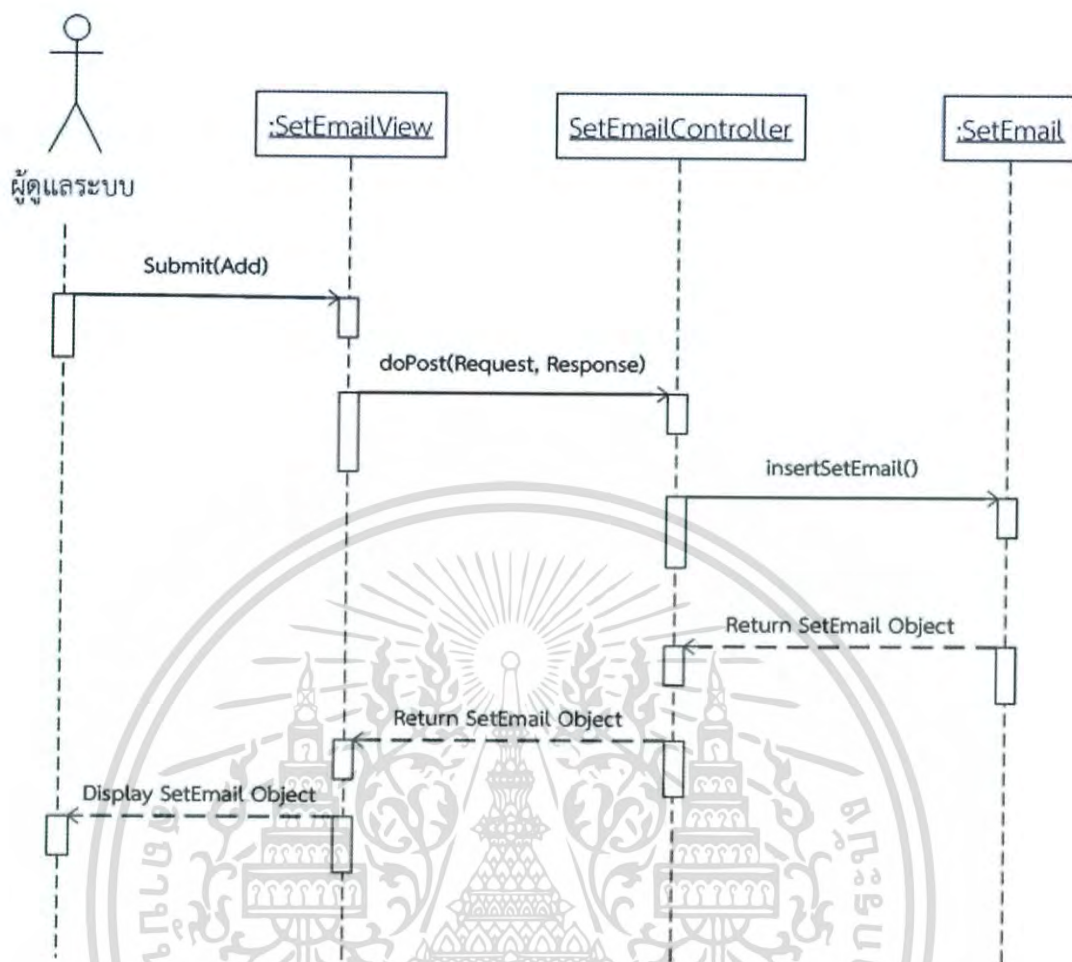 :SetEmailView
SetEmailController
:SetEmail
ผู้ดูแลระบบ
Submit(Add)
doPost(Request, Response)
insertSetEmail()
Return SetEmail Object
Return SetEmail Object
Display SetEmail Object